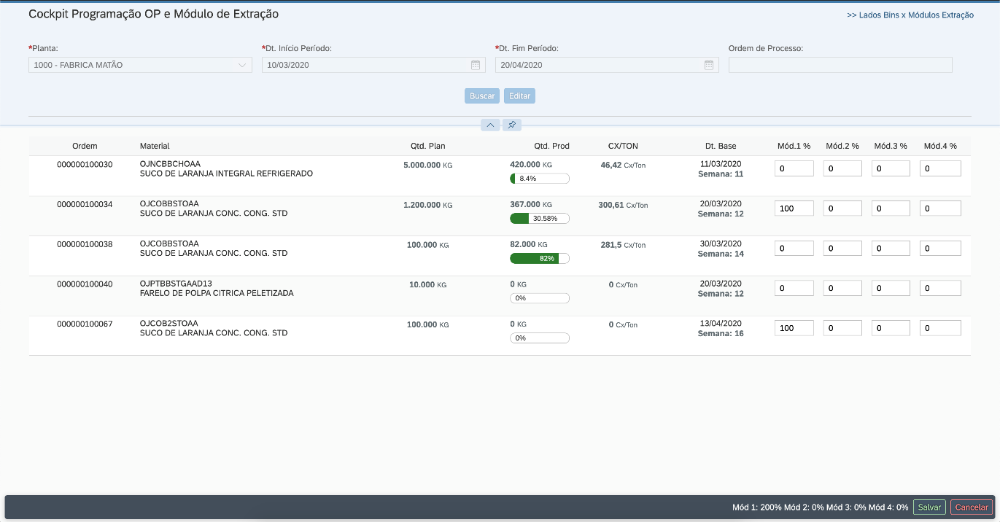 Cockpit Programação OP e Módulo de Extração
>> Lados Bins x Módulos Extração
*Planta: *Dt. Início Período: *Dt. Fim Período: Ordem de Processo:
1000 - FABRICA MATÃO 10/03/2020 20/04/2020
Buscar Editar
Ordem Material Qtd. Plan Qtd. Prod CX/TON Dt. Base Mód.1 % Mód.2 % Mód.3 % Mód.4 %
000000100030 OJNCBBCHOAA 5.000.000 KG 420.000 KG 46,42 Cx/Ton 11/03/2020 0 0 0 0
SUCO DE LARANJA INTEGRAL REFRIGERADO 8.4% Semana: 11
000000100034 OJCOBBSTOAA 1.200.000 KG 367.000 KG 300,61 Cx/Ton 20/03/2020 100 0 0 0
SUCO DE LARANJA CONC. CONG. STD 30.58% Semana: 12
000000100038 OJCOBBSTOAA 100.000 KG 82.000 KG 281,5 Cx/Ton 30/03/2020 0 0 0 0
SUCO DE LARANJA CONC. CONG. STD 82% Semana: 14
000000100040 OJPTBBSTGAAD13 10.000 KG 0 KG 0 Cx/Ton 20/03/2020 0 0 0 0
FARELO DE POLPA CITRICA PELETIZADA 0% Semana: 12
000000100067 OJCOB2STOAA 100.000 KG 0 KG 0 Cx/Ton 13/04/2020 100 0 0 0
SUCO DE LARANJA CONC. CONG. STD 0% Semana: 16
Mód 1: 200% Mód 2: 0% Mód 3: 0% Mód 4: 0% Salvar Cancelar